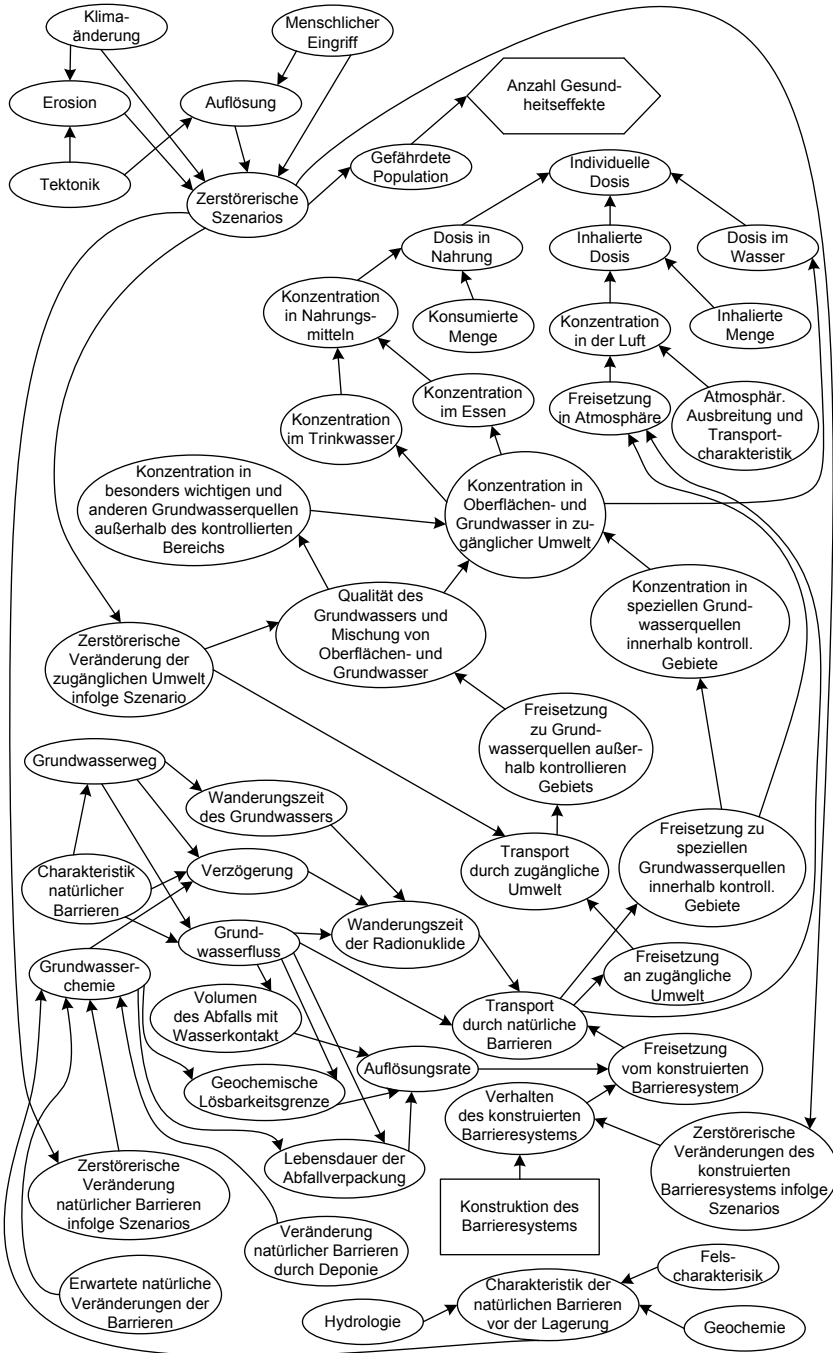 Klima-
änderung
Menschlicher
Eingriff
Anzahl Gesund-
heitseffekte
Erosion
Auflösung
Gefährdete
Population
Individuelle
Dosis
Tektonik
Zerstörerische
Szenarios
Dosis in
Nahrung
Inhalierte
Dosis
Dosis im
Wasser
Konzentration
in Nahrungs-
mitteln
Konsumierte
Menge
Konzentration
in der Luft
Inhalierte
Menge
Konzentration
im Trinkwasser
Konzentration
im Essen
Freisetzung
in Atmosphäre
Atmosphär.
Ausbreitung und
Transport-
charakteristik
Konzentration in
besonders wichtigen und
anderen Grundwasserquellen
außerhalb des kontrollierten
Bereichs
Konzentration in
Oberflächen- und
Grundwasser in zu-
gänglicher Umwelt
Qualität des
Grundwassers und
Mischung von
Oberflächen- und
Grundwasser
Konzentration in
speziellen Grund-
wasserquellen
innerhalb kontroll.
Gebiete
Zerstörerische
Veränderung der
zugänglichen Umwelt
infolge Szenario
Freisetzung
zu Grund-
wasserquellen außer-
halb kontrollieren
Gebiets
Grundwasserweg
Wanderungszeit
des Grundwassers
Charakteristik
natürlicher
Barrieren
Verzögerung
Transport
durch zugängliche
Umwelt
Freisetzung zu
speziellen
Grundwasserquellen
innerhalb kontroll.
Gebiete
Grund-
wasserfluss
Wanderungszeit
der Radionuklide
Grundwasser-
chemie
Freisetzung
an zugängliche
Umwelt
Volumen
des Abfalls mit
Wasserkontakt
Transport
durch natürliche
Barrieren
Auflösungsrate
Freisetzung
vom konstruierten
Barrieresystem
Geochemische
Lösbarkeitsgrenze
Verhalten
des konstruierten
Barrieresystems
Zerstörerische
Veränderungen des
konstruierten
Barrieresystems infolge
Szenarios
Lebensdauer der
Abfallverpackung
Zerstörerische
Veränderung
natürlicher Barrieren
infolge Szenarios
Konstruktion des
Barrieresystems
Veränderung
natürlicher Barrieren
durch Deponie
Erwartete natürliche
Veränderungen der
Barrieren
Fels-
charakterisik
Charakteristik der
natürlichen Barrieren
vor der Lagerung
Hydrologie
Geochemie